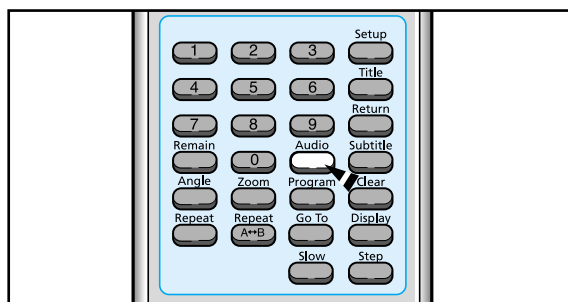 Setup
1 2 3
Title
4 5 6
Return
7 8 9
Remain Audio Subtitle
0
Angle Zoom Program Clear
Repeat Repeat Go To Display
A↔B
Slow Step